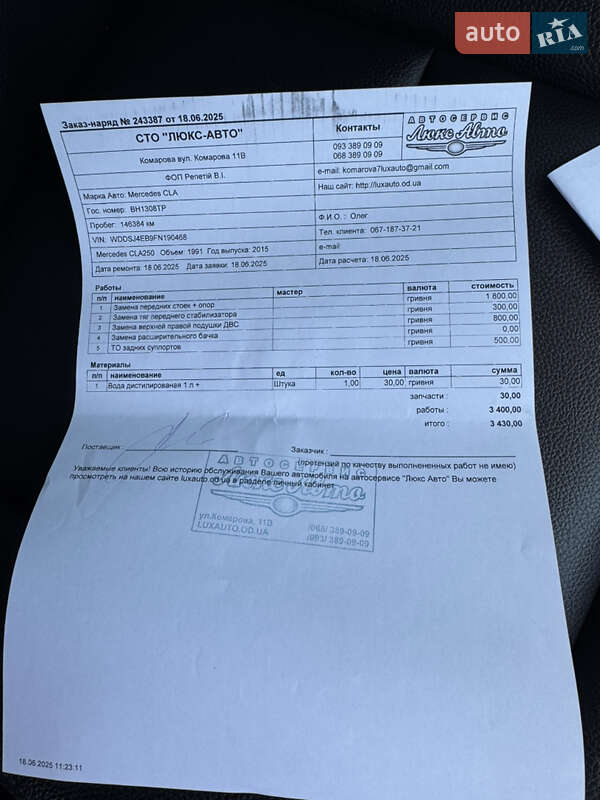 auto RIA.com
Заказ-наряд № 243387 от 18.06.2025
СТО "ЛЮКС-АВТО"
Комарова вул. Комарова 11В
ФОП Репетій В.І.
Контакты
093 389 09 09
068 389 09 09
АВТОСЕРВИС
Люкс Авто
e-mail: komarova7luxauto@gmail.com
Наш сайт: http://luxauto.od.ua
Марка Авто: Mercedes CLA
Гос. номер: BH1308TP
Пробег: 146384 км
Ф.И.О. : Олег
VIN: WDDSJ4EB9FN190468
Тел. клиента: 067-187-37-21
Mercedes CLA250 Объем: 1991 Год выпуска: 2015
e-mail
Дата ремонта: 18.06.2025 Дата заявки: 18.06.2025
Дата расчета: 18.06.2025
Работы
п/п наименование мастер валюта стоимость
1 Замена передних стоек + опор гривня 1 800,00
2 Замена тяг переднего стабилизатора гривня 300,00
3 Замена верхней правой подушки ДВС гривня 800,00
4 Замена расширительного бачка гривня 0,00
5 ТО задних суппортов гривня 500,00
Материалы
п/п наименование ед кол-во цена валюта сумма
1 Вода дистилированая 1 л + Штука 1,00 30,00 гривня 30,00
запчасти : 30,00
работы : 3 400,00
итого : 3 430,00
Поставщик :
Заказчик :
(претензий по качеству выполненных работ не имею)
Уважаемые клиенты! Всю историю обслуживания Вашего автомобиля на автосервисе "Люкс Авто" Вы можете
просмотреть на нашем сайте luxauto.od.ua в разделе личный кабинет
АВТОСЕРВИС
Люкс Авто
ул.Комарова, 11В
LUXAUTO.OD.UA
(068) 389-09-09
(093) 389-09-09
18.06.2025 11:23:11